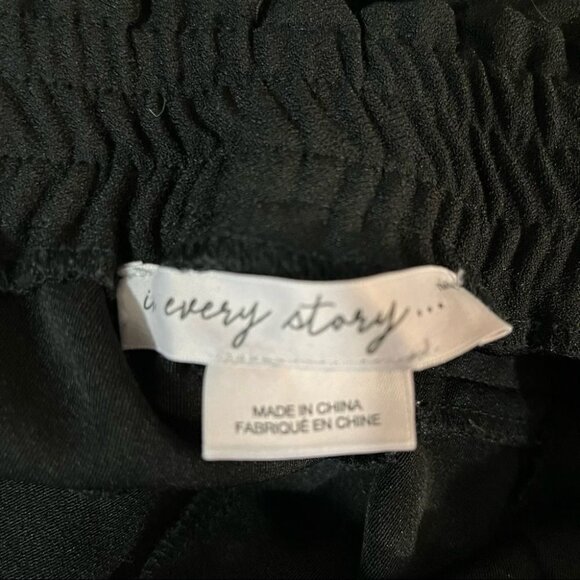 every story...
MADE IN CHINA
FABRIQUÉ EN CHINE